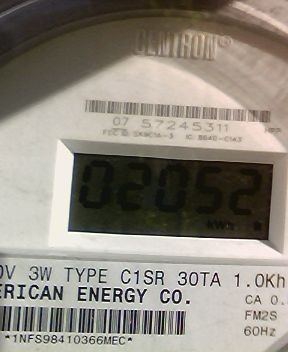 CENTRON®
07 57245311
02052
kWh
0V 3W TYPE C1SR 30TA 1.0Kh
ERICAN ENERGY CO.
CA 0.
FM2S
60Hz
*1NFS98410366MEC*